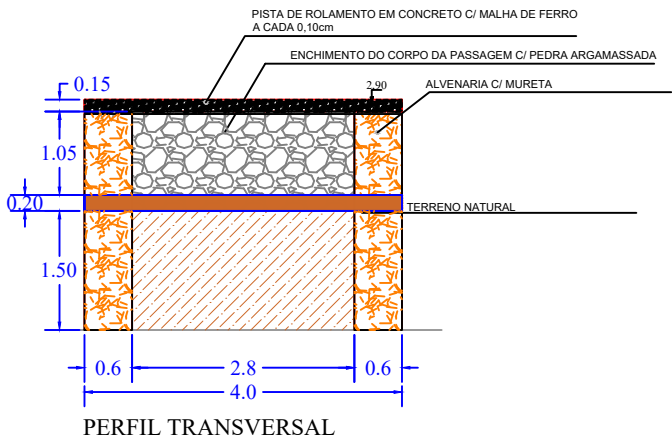 PISTA DE ROLAMENTO EM CONCRETO C/ MALHA DE FERRO
A CADA 0,10cm
ENCHIMENTO DO CORPO DA PASSAGEM C/ PEDRA ARGAMASSADA
0.15
2.90
ALVENARIA C/ MURETA
1.05
0.20
TERRENO NATURAL
1.50
0.6
2.8
0.6
4.0
PERFIL TRANSVERSAL